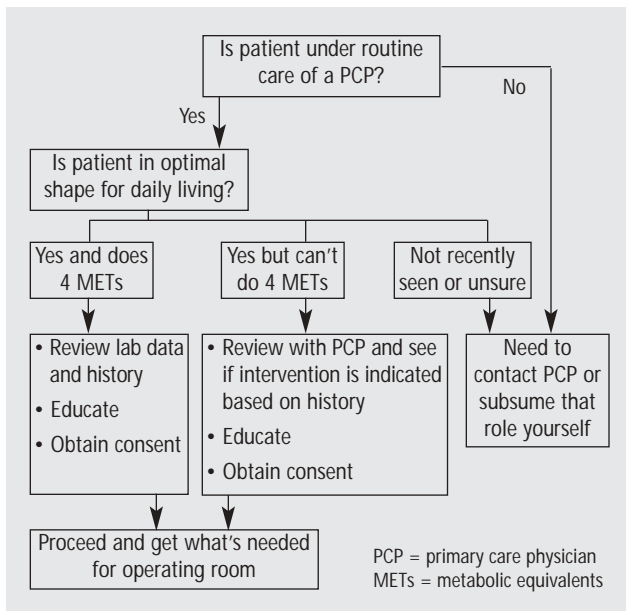 Is patient under routine
care of a PCP?
No
Yes
Is patient in optimal
shape for daily living?
Yes and does
4 METs
Yes but can't
do 4 METs
Not recently
seen or unsure
• Review lab data
and history
• Educate
• Obtain consent
• Review with PCP and see
if intervention is indicated
based on history
• Educate
• Obtain consent
Need to
contact PCP or
subsume that
role yourself
Proceed and get what's needed
for operating room
PCP = primary care physician
METs = metabolic equivalents